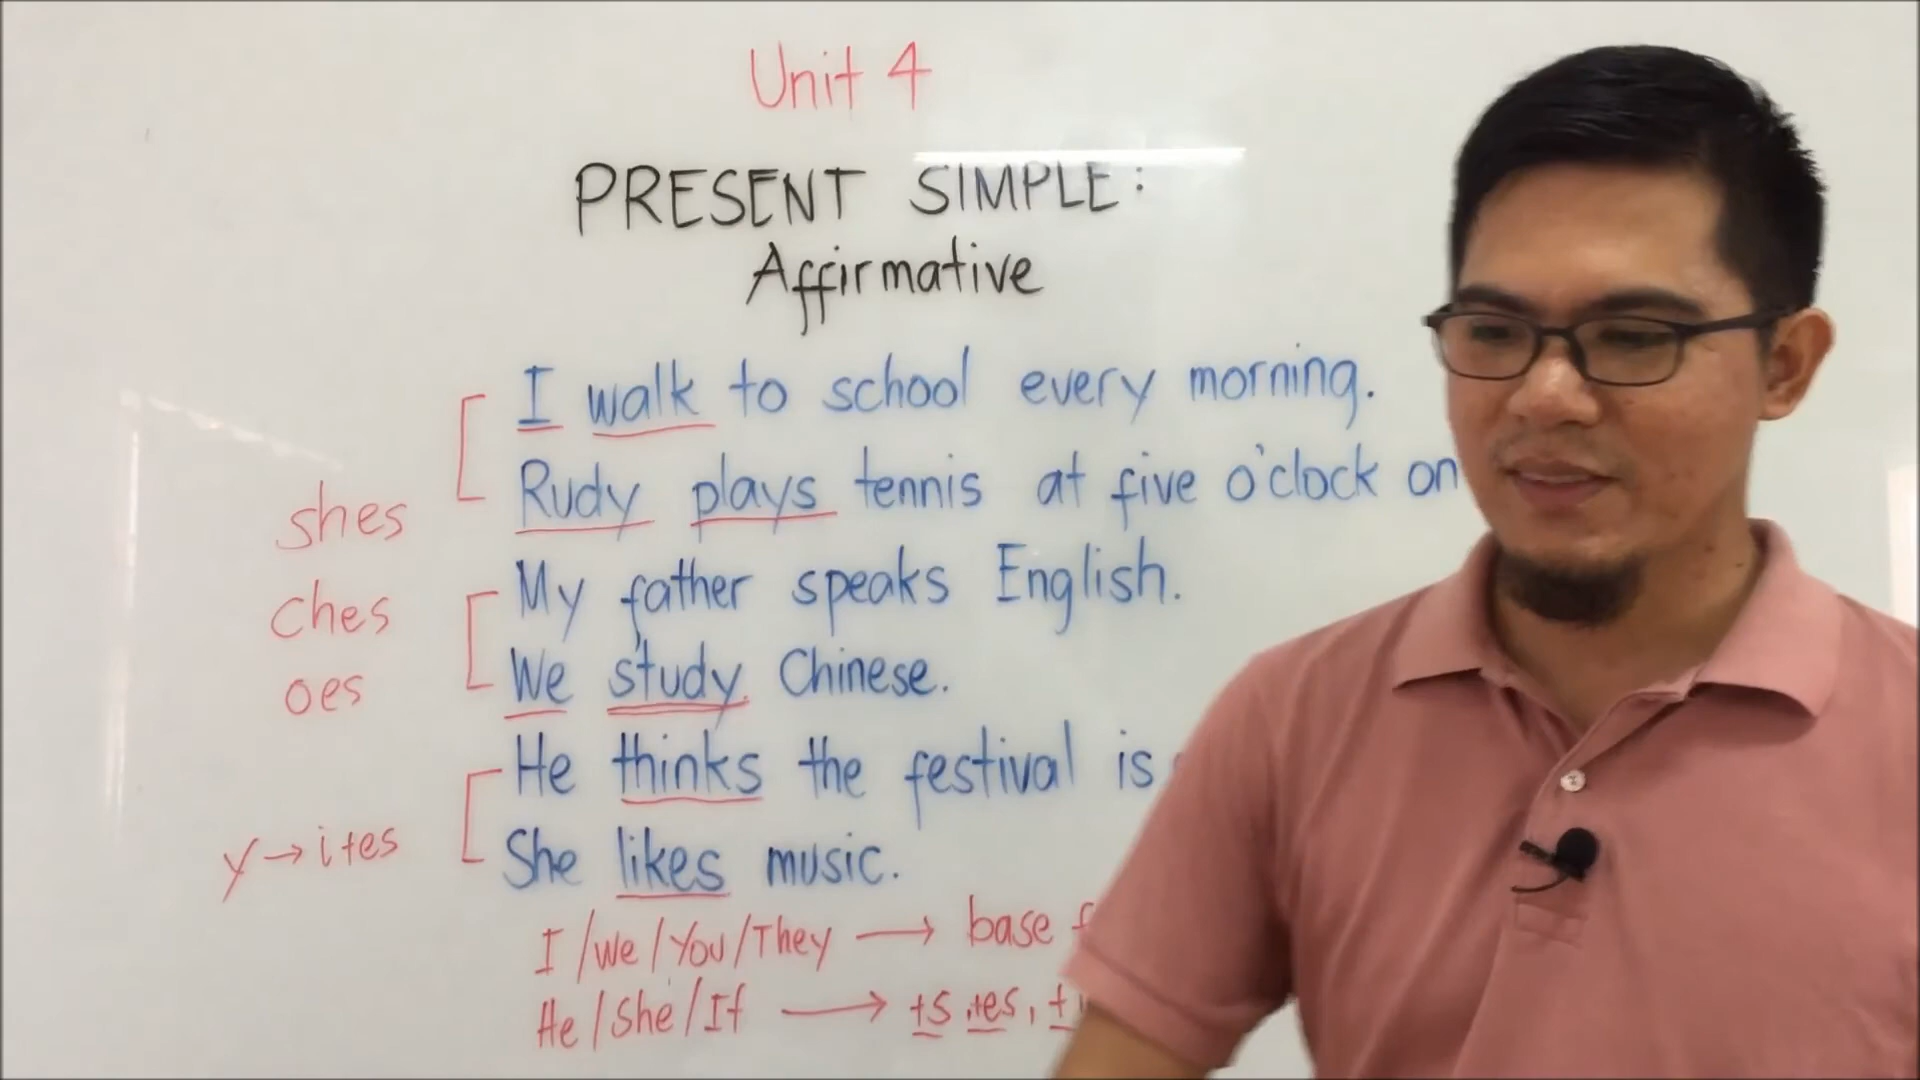 Unit 4
PRESENT SIMPLE:
Affirmative
I walk to school every morning.
Rudy plays tennis at five o'clock on
My father speaks English.
We study Chinese.
He thinks the festival is
She likes music.
shes
ches
oes
y → i+es
I/We/You/They → base
He/She/It → +s, +es, +